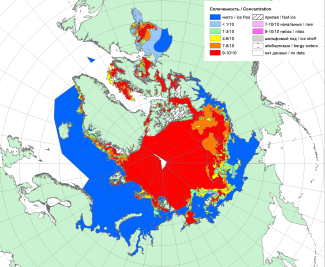 Сплоченность / Concentration
чисто / ice free
< 1/10
1-3/10
4-6/10
7-8/10
9-10/10
припай / fast ice
7-10/10 начальные / new
9-10/10 нилас / nilas
шельфовый лед / ice shelf
айсберговые / bergy waters
нет данных / no data